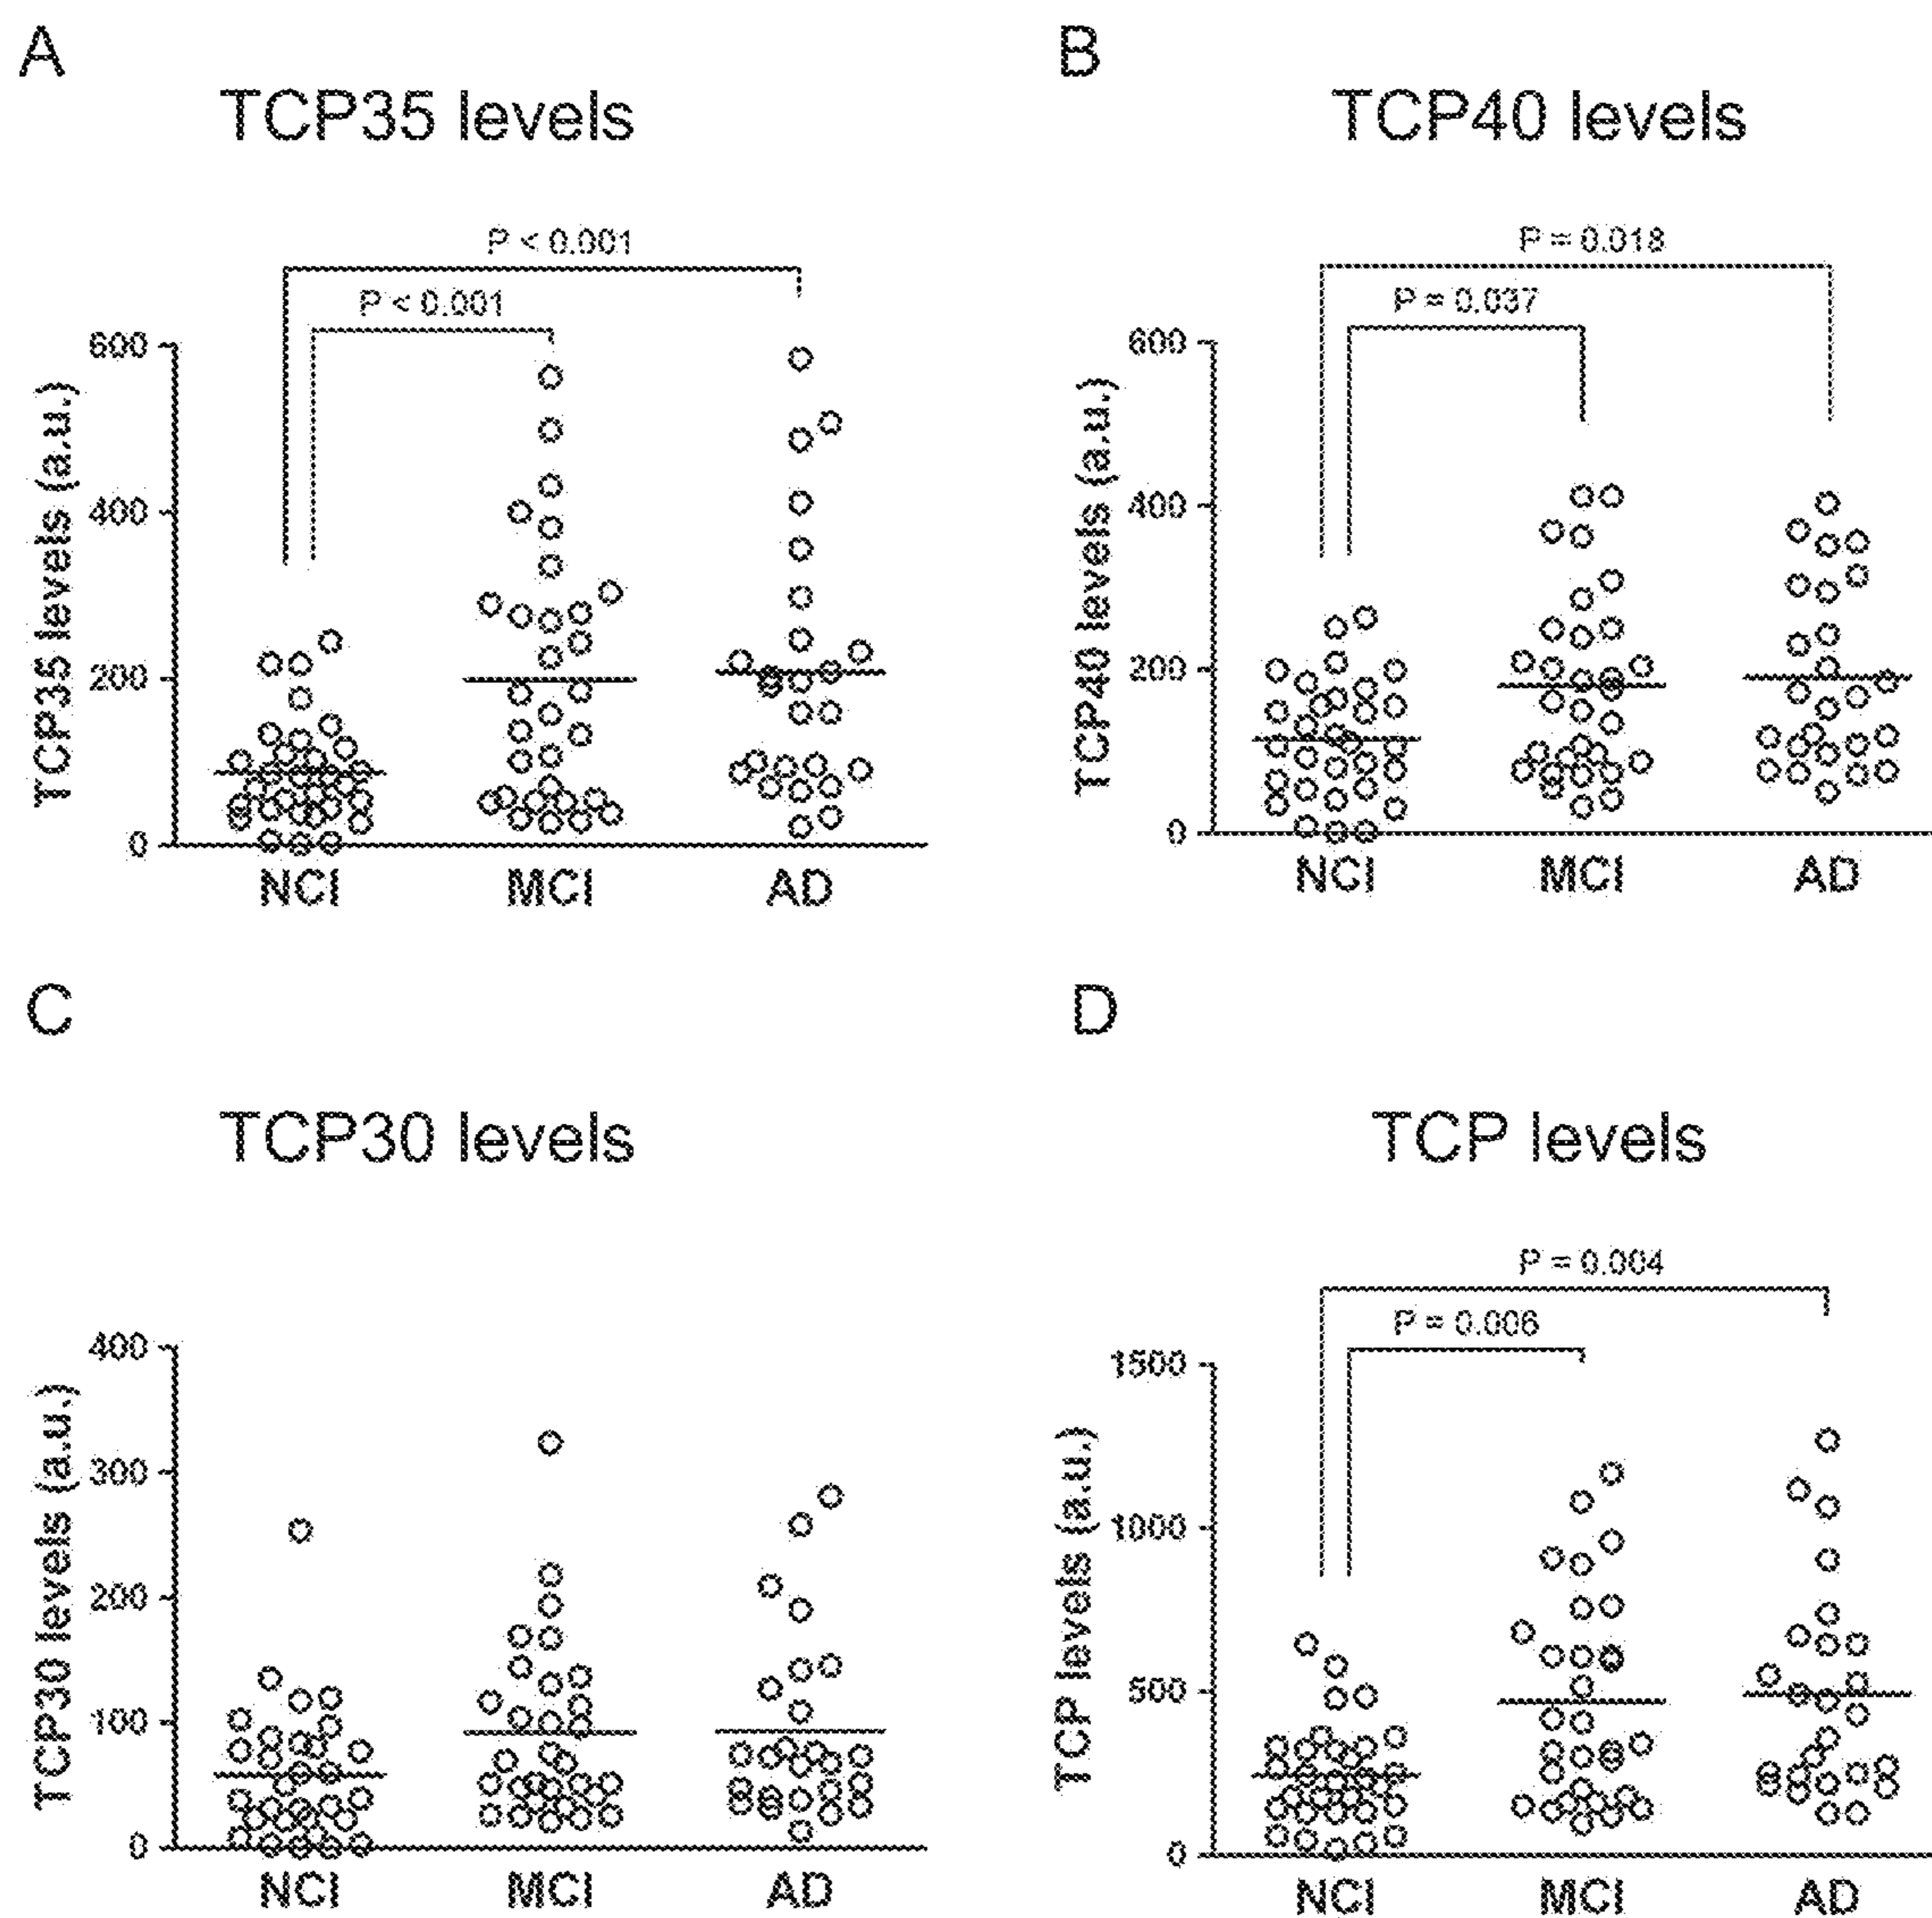 A
TCP35 levels
P < 0.001
P < 0.001
TCP35 levels (a.u.)
600
400
200
0
NCI MCI AD
B
TCP40 levels
P = 0.018
P = 0.037
TCP40 levels (a.u.)
600
400
200
0
NCI MCI AD
C
TCP30 levels
TCP30 levels (a.u.)
400
300
200
100
0
NCI MCI AD
D
TCP levels
P = 0.004
P = 0.006
TCP levels (a.u.)
1500
1000
500
0
NCI MCI AD